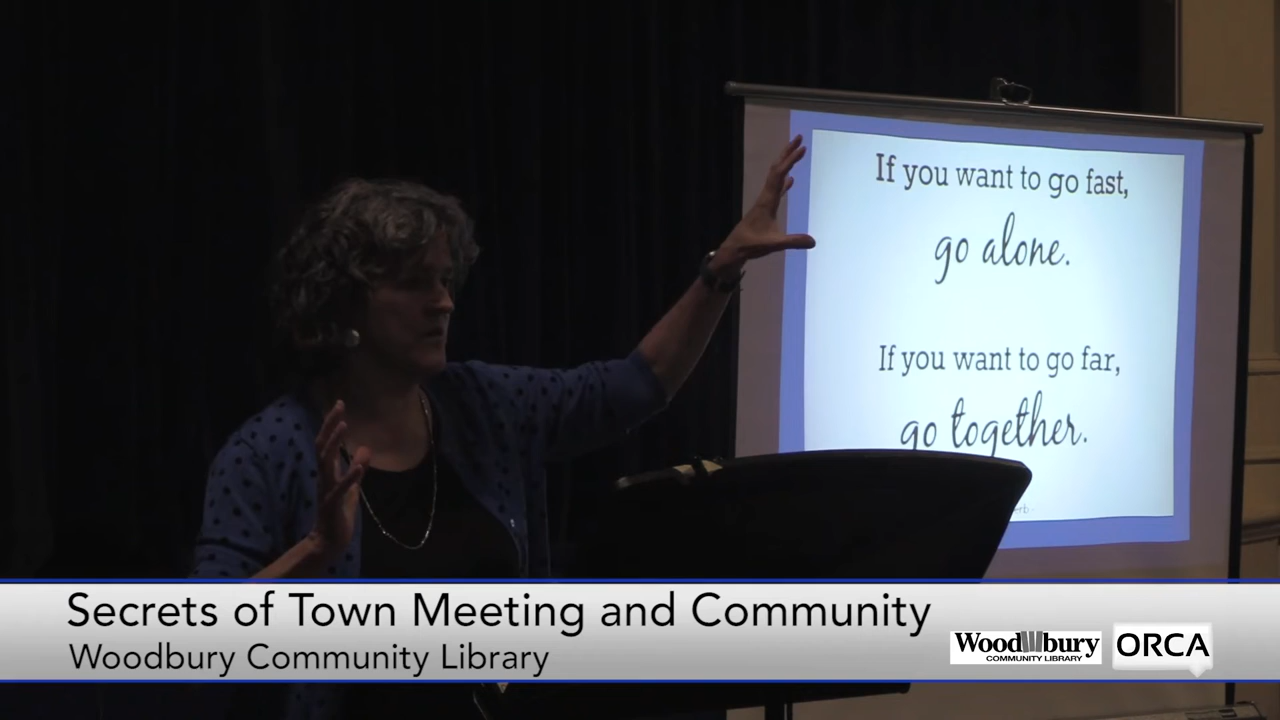 If you want to go fast,
go alone.
If you want to go far,
go together.
Secrets of Town Meeting and Community
Woodbury Community Library
Woodbury
COMMUNITY LIBRARY
ORCA